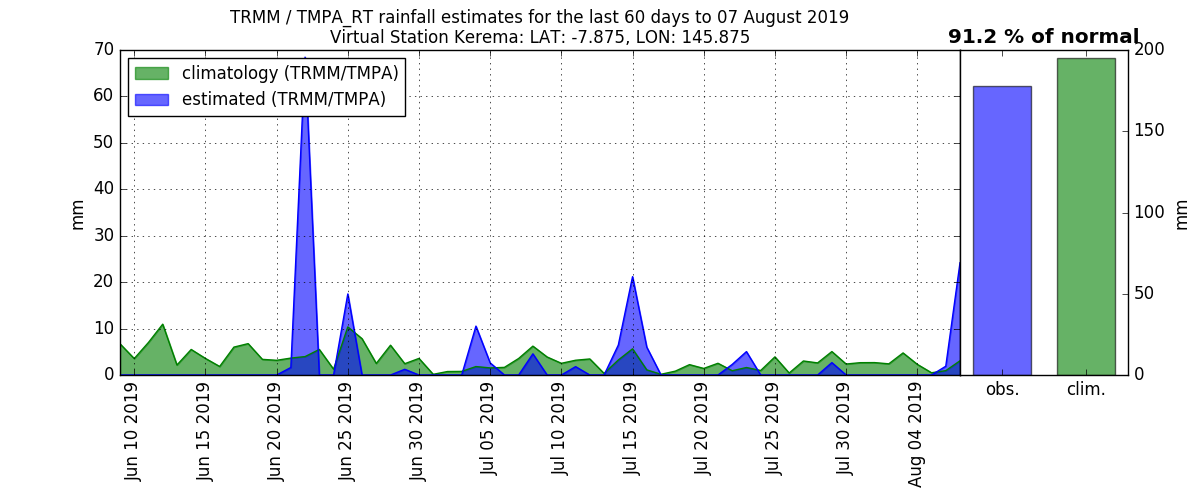 TRMM / TMPA_RT rainfall estimates for the last 60 days to 07 August 2019
Virtual Station Kerema: LAT: -7.875, LON: 145.875
91.2 % of normal
climatology (TRMM/TMPA)
estimated (TRMM/TMPA)
70
60
50
40
30
20
10
0
mm
Jun 10 2019
Jun 15 2019
Jun 20 2019
Jun 25 2019
Jun 30 2019
Jul 05 2019
Jul 10 2019
Jul 15 2019
Jul 20 2019
Jul 25 2019
Jul 30 2019
Aug 04 2019
obs.
clim.
200
150
100
50
0
mm